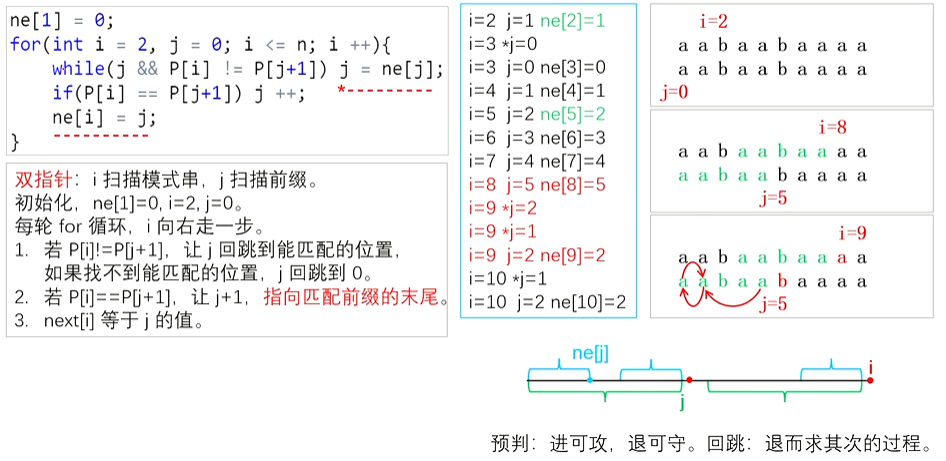 ne[1] = 0;
for(int i = 2, j = 0; i <= n; i ++){
while(j && P[i] != P[j+1]) j = ne[j];
if(P[i] == P[j+1]) j ++; *---------
ne[i] = j;
}
双指针：i 扫描模式串，j 扫描前缀。
初始化，ne[1]=0, i=2, j=0。
每轮 for 循环，i 向右走一步。
1. 若 P[i]!=P[j+1]，让 j 回跳到能匹配的位置，
如果找不到能匹配的位置，j 回跳到 0。
2. 若 P[i]==P[j+1]，让 j+1，指向匹配前缀的末尾。
3. next[i] 等于 j 的值。
i=2 j=1 ne[2]=1
i=3 *j=0
i=3 j=0 ne[3]=0
i=4 j=1 ne[4]=1
i=5 j=2 ne[5]=2
i=6 j=3 ne[6]=3
i=7 j=4 ne[7]=4
i=8 j=5 ne[8]=5
i=9 *j=2
i=9 *j=1
i=9 j=2 ne[9]=2
i=10 *j=1
i=10 j=2 ne[10]=2
i=2
a a b a a b a a a a
a a b a a b a a a a
j=0
i=8
a a b a a b a a a a
a a b a a b a a a a
j=5
i=9
a a b a a b a a a a
a a b a a b a a a a
j=5
ne[j]
i
j
预判：进可攻，退可守。回跳：退而求其次的过程。